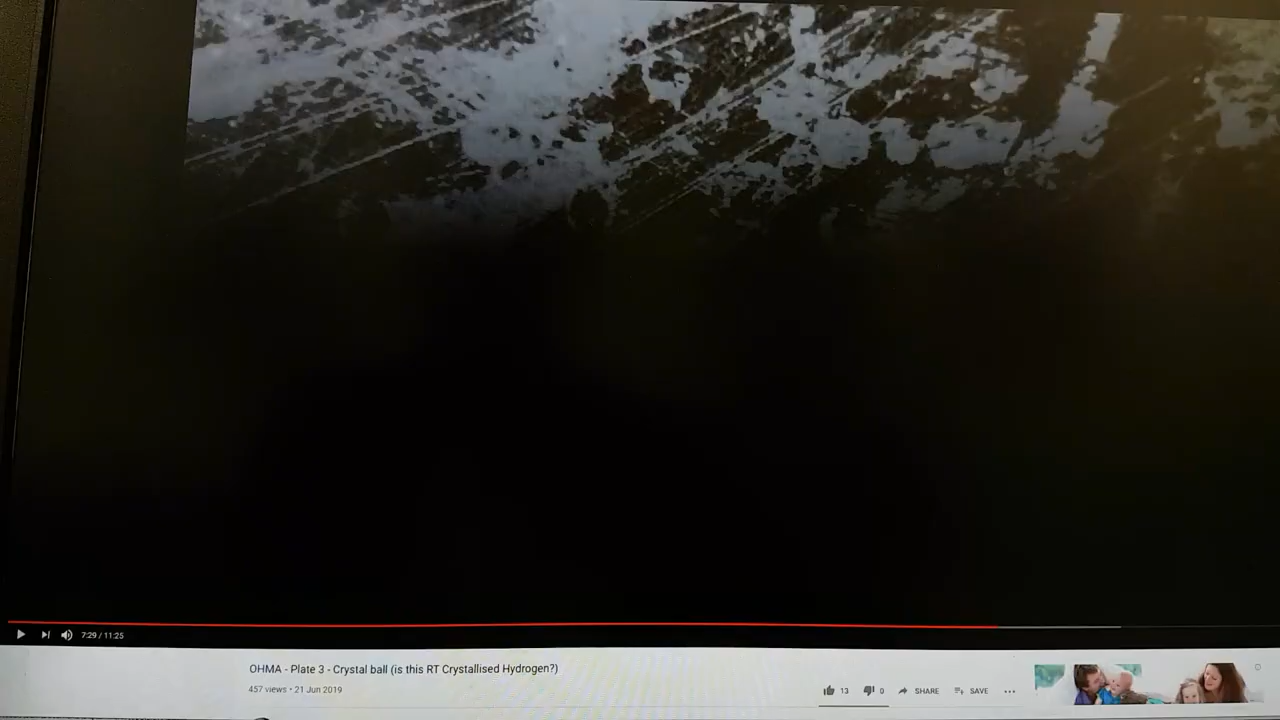 7:29 / 11:25
OHMA - Plate 3 - Crystal ball (is this RT Crystallised Hydrogen?)
457 views • 21 Jun 2019
13 0 SHARE SAVE